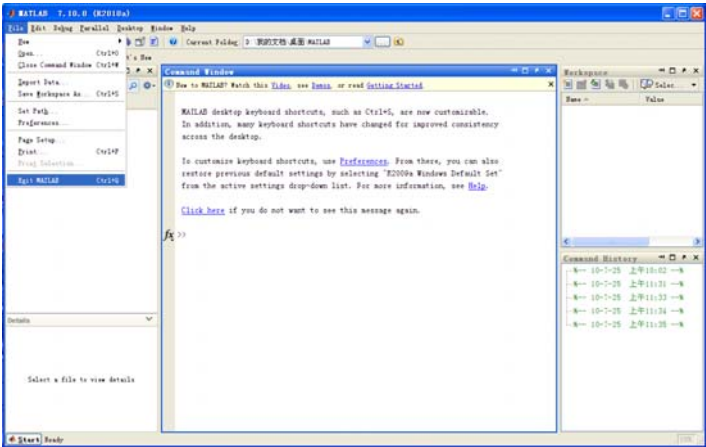 MATLAB 7.10.0 (R2010a)
File Edit Debug Parallel Desktop Window Help
New
Open... Ctrl+O
Close Command Window Ctrl+W
Import Data...
Save Workspace As... Ctrl+S
Set Path...
Preferences...
Page Setup...
Print... Ctrl+P
Print Selection...
Exit MATLAB Ctrl+Q
Current Folder: D:\我的文档\桌面\MATLAB
's New
Command Window
New to MATLAB? Watch this Video, see Demos, or read Getting Started.
MATLAB desktop keyboard shortcuts, such as Ctrl+S, are now customizable.
In addition, many keyboard shortcuts have changed for improved consistency
across the desktop.
To customize keyboard shortcuts, use Preferences. From there, you can also
restore previous default settings by selecting "R2009a Windows Default Set"
from the active settings drop-down list. For more information, see Help.
Click here if you do not want to see this message again.
fx >>
Workspace
Selec...
Name Value
Command History
%-- 10-7-25 上午10:02 --%
%-- 10-7-25 上午11:31 --%
%-- 10-7-25 上午11:33 --%
%-- 10-7-25 上午11:34 --%
%-- 10-7-25 上午11:35 --%
Details
Select a file to view details
Start Ready
OVR